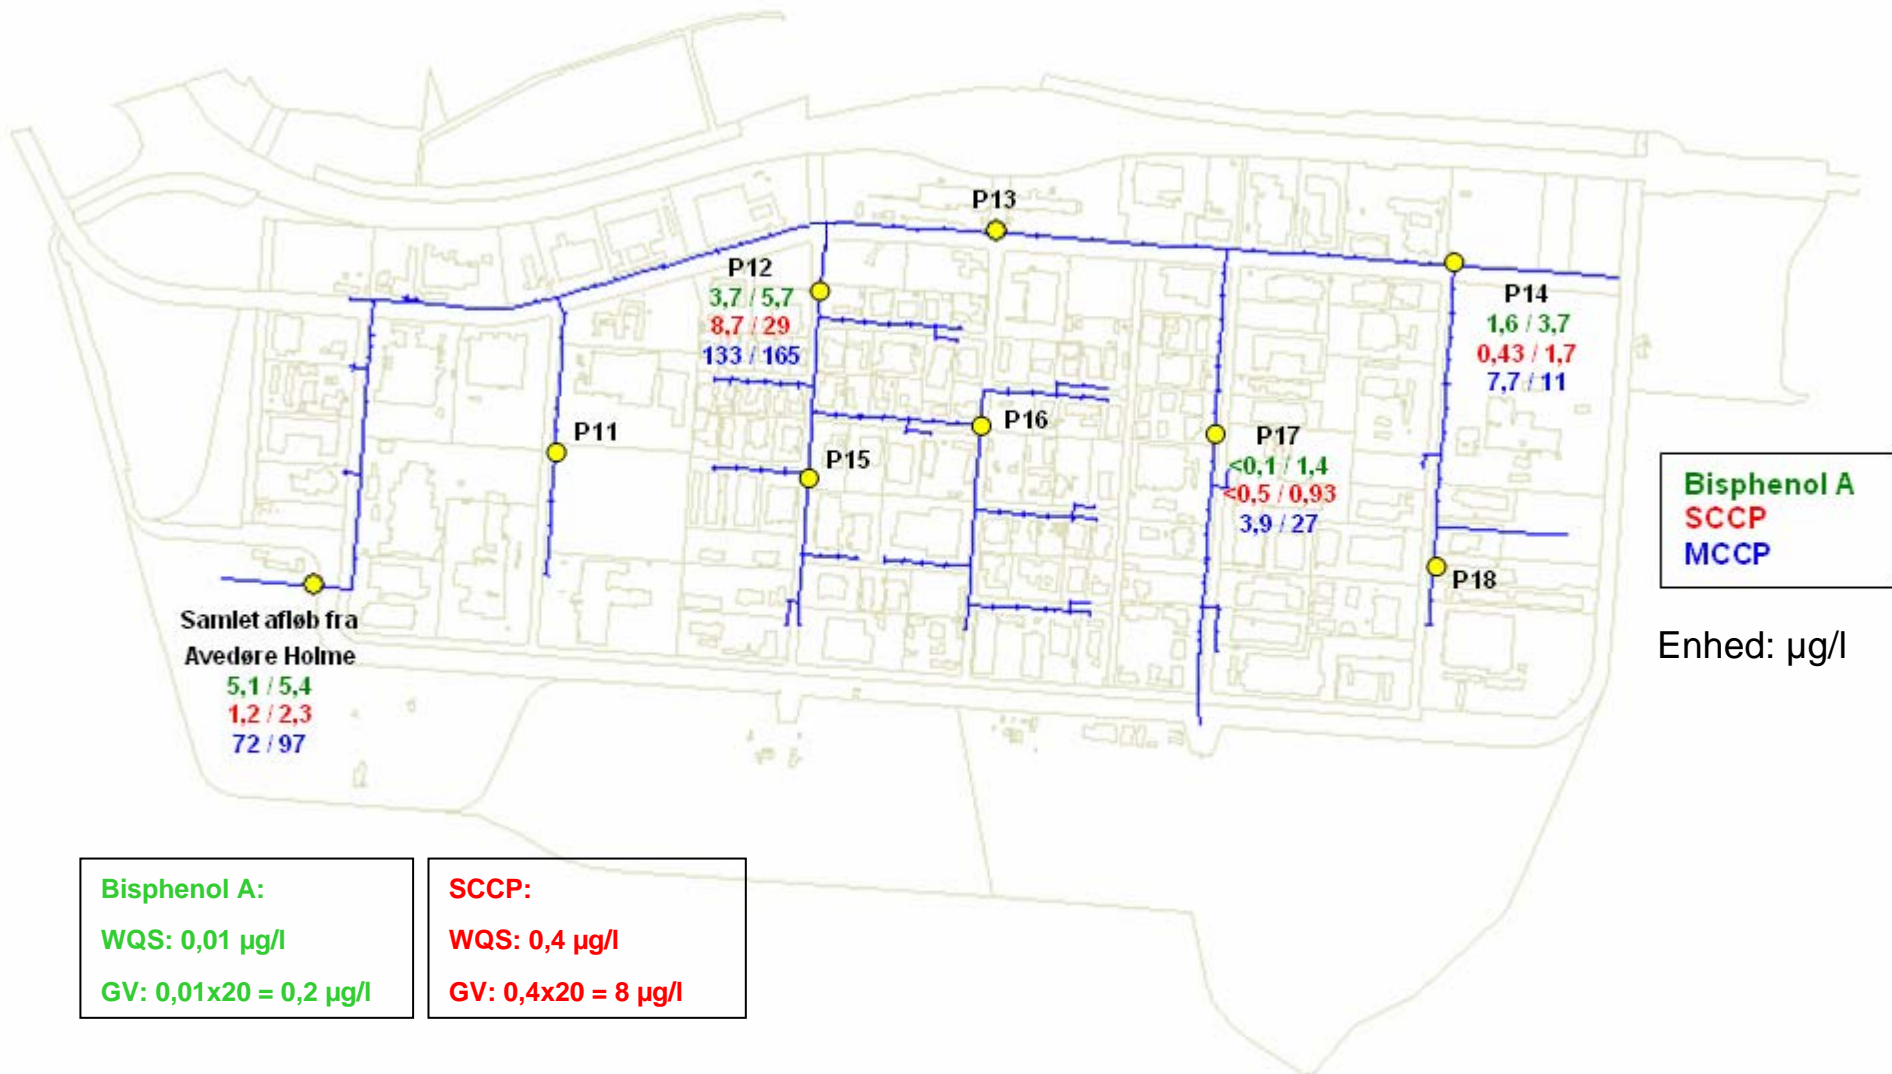 P13
P12
3,7 / 5,7
8,7 / 29
133 / 165
P14
1,6 / 3,7
0,43 / 1,7
7,7 / 11
P11
P15
P16
P17
<0,1 / 1,4
<0,5 / 0,93
3,9 / 27
P18
Bisphenol A
SCCP
MCCP
Enhed: µg/l
Samlet afløb fra
Avedøre Holme
5,1 / 5,4
1,2 / 2,3
72 / 97
Bisphenol A:
WQS: 0,01 µg/l
GV: 0,01x20 = 0,2 µg/l
SCCP:
WQS: 0,4 µg/l
GV: 0,4x20 = 8 µg/l